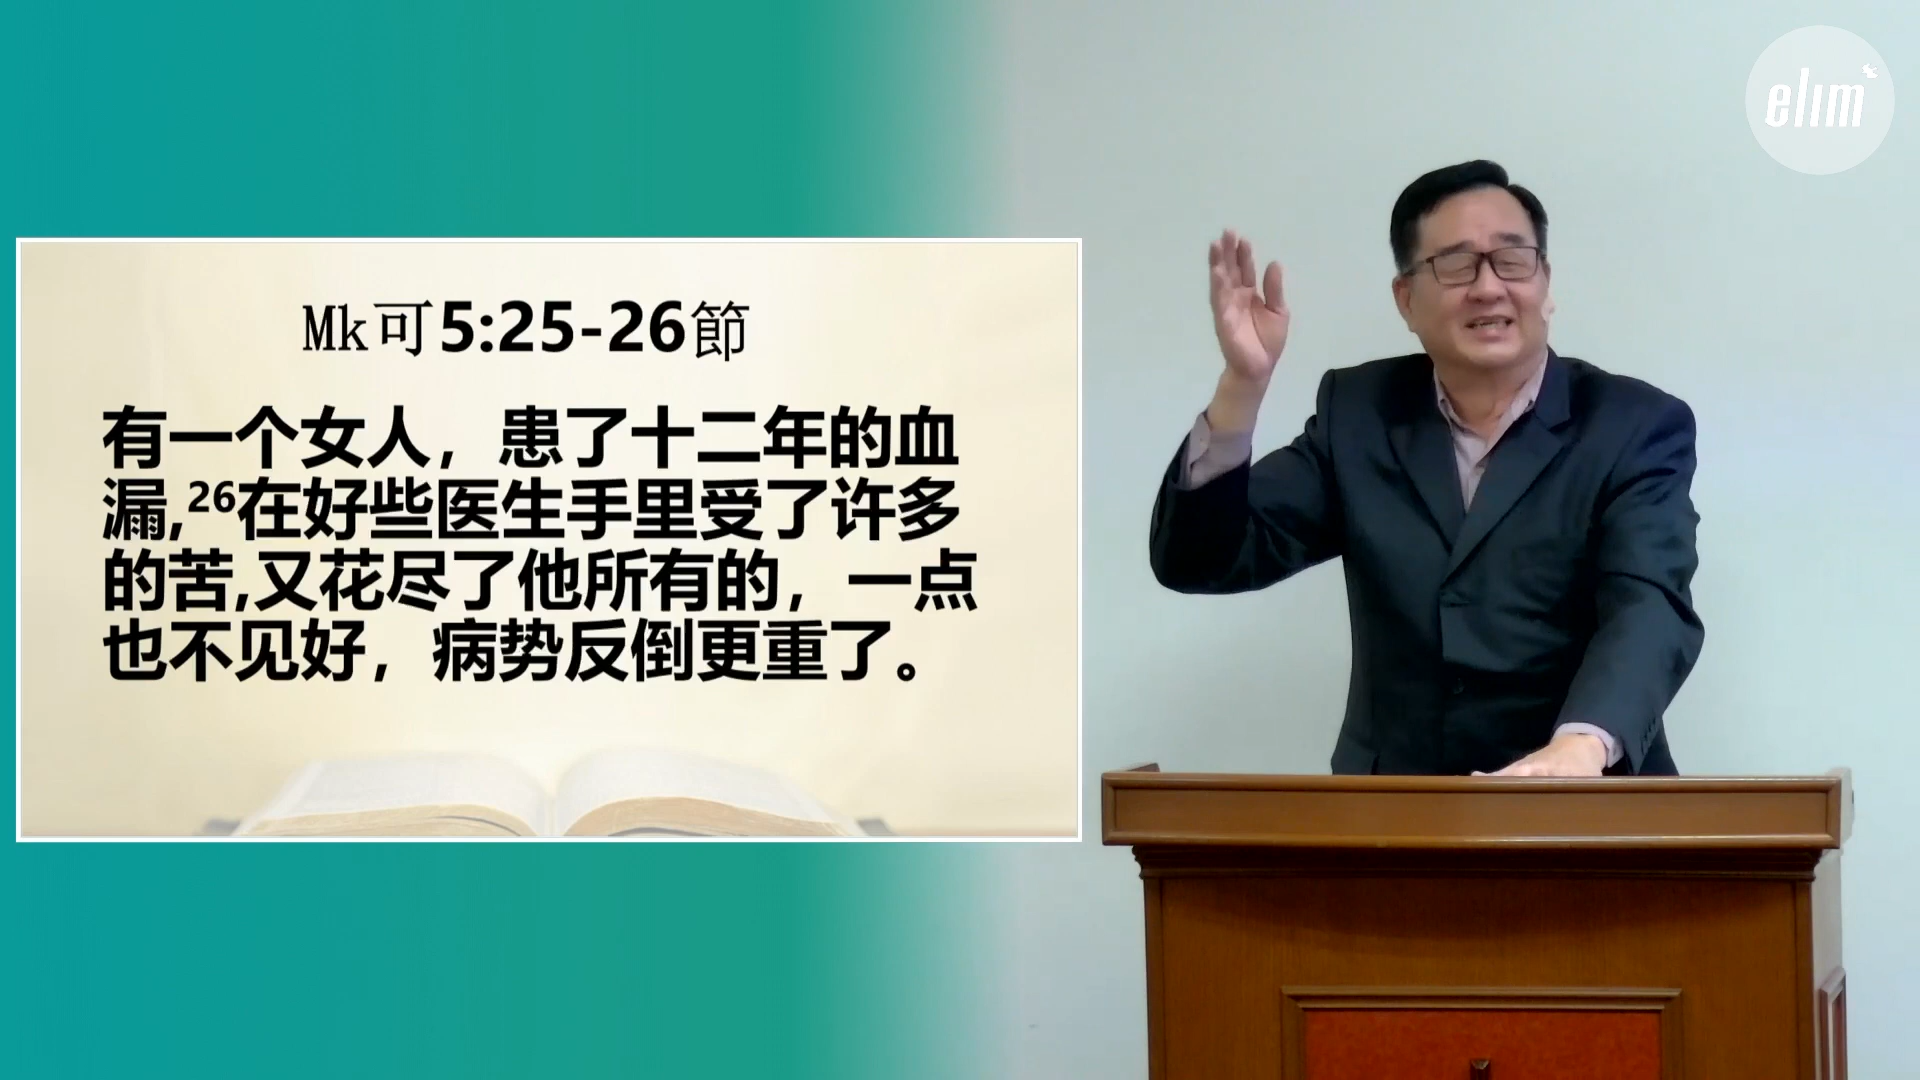 elim
Mk可5:25-26節
有一个女人，患了十二年的血
漏,26在好些医生手里受了许多
的苦,又花尽了他所有的，一点
也不见好，病势反倒更重了。